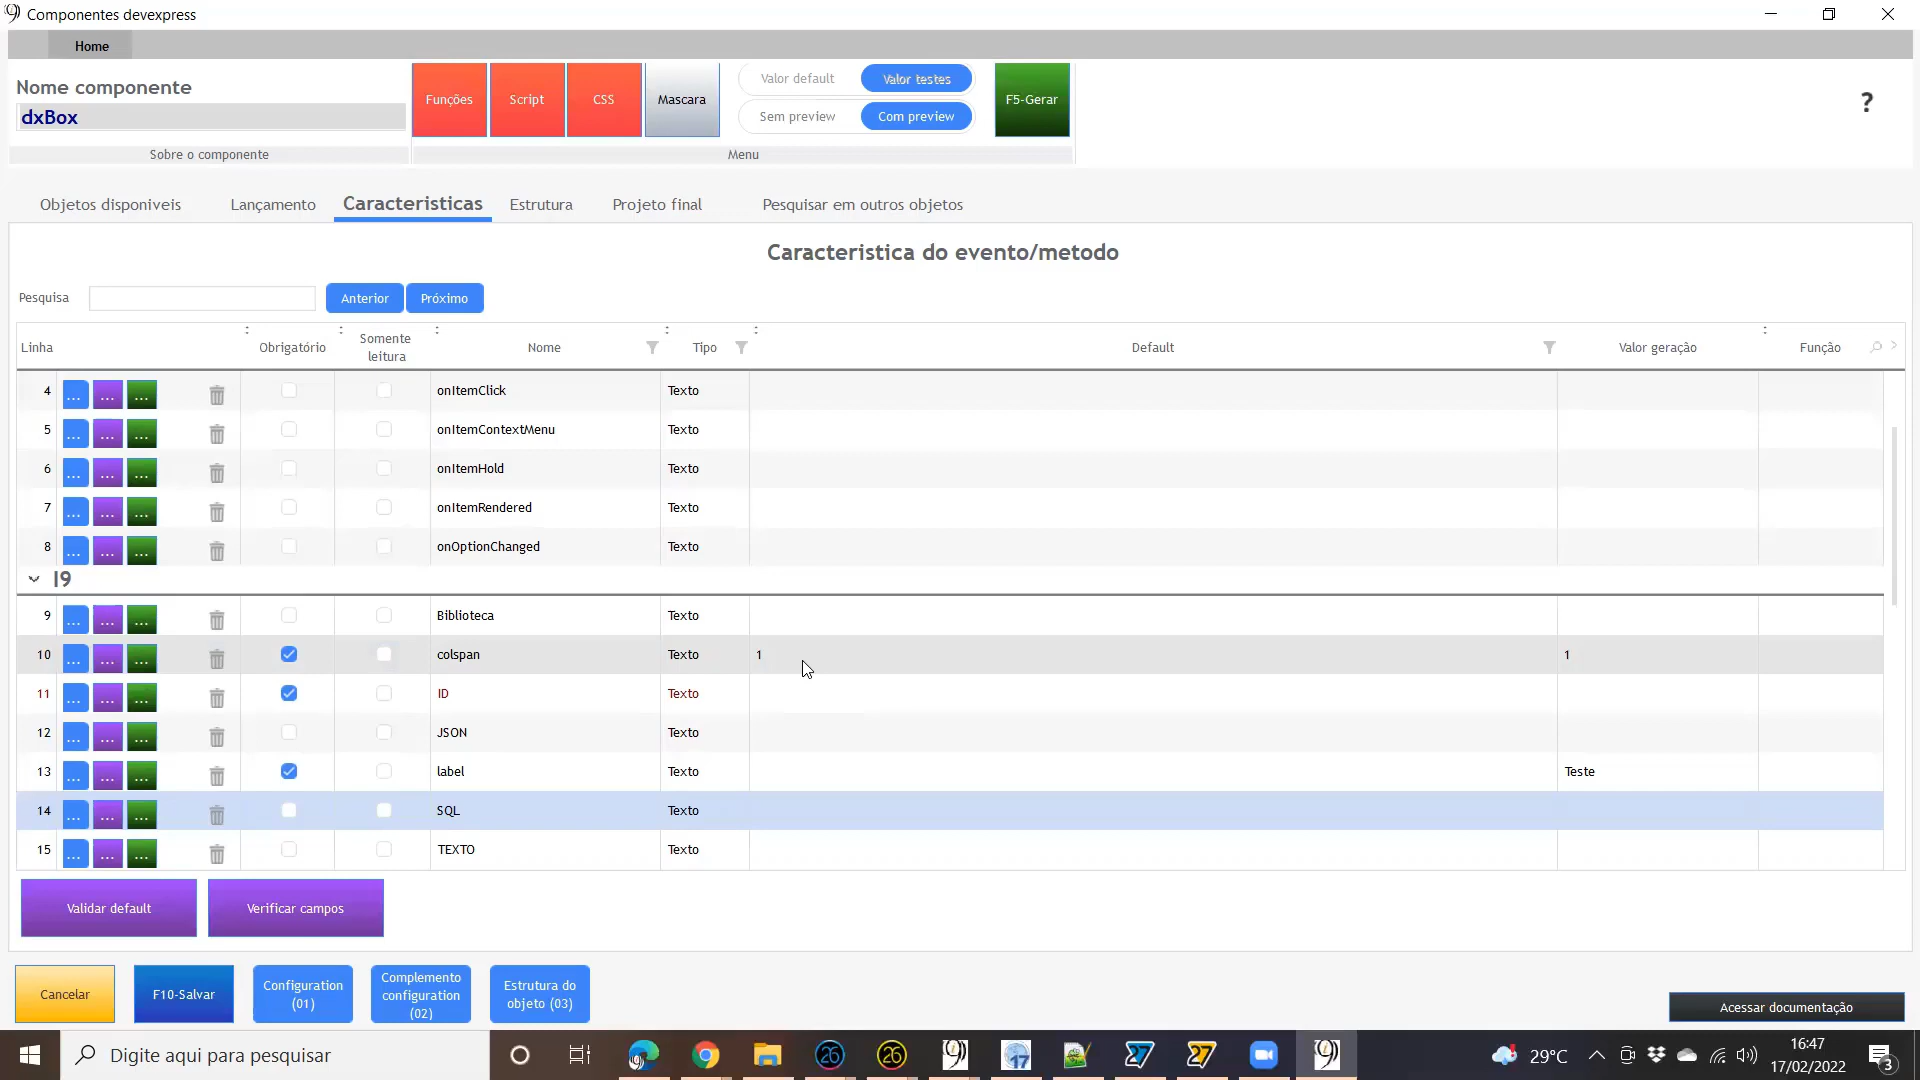 Componentes devexpress
Home
Nome componente
dxBox
Sobre o componente
Funções
Script
CSS
Mascara
Valor default
Valor testes
Sem preview
Com preview
F5-Gerar
?
Menu
Objetos disponiveis
Lançamento
Caracteristicas
Estrutura
Projeto final
Pesquisar em outros objetos
Caracteristica do evento/metodo
Pesquisa
Anterior
Próximo
Linha
Obrigatório
Somente
leitura
Nome
Tipo
Default
Valor geração
Função
4 ... ... ... onItemClick Texto
5 ... ... ... onItemContextMenu Texto
6 ... ... ... onItemHold Texto
7 ... ... ... onItemRendered Texto
8 ... ... ... onOptionChanged Texto
I9
9 ... ... ... Biblioteca Texto
10 ... ... ... colspan Texto 1 1
11 ... ... ... ID Texto
12 ... ... ... JSON Texto
13 ... ... ... label Texto Teste
14 ... ... ... SQL Texto
15 ... ... ... TEXTO Texto
Validar default
Verificar campos
Cancelar
F10-Salvar
Configuration
(01)
Complemento
configuration
(02)
Estrutura do
objeto (03)
Acessar documentação
Digite aqui para pesquisar
26
26
17
27
27
29°C
16:47
17/02/2022
3